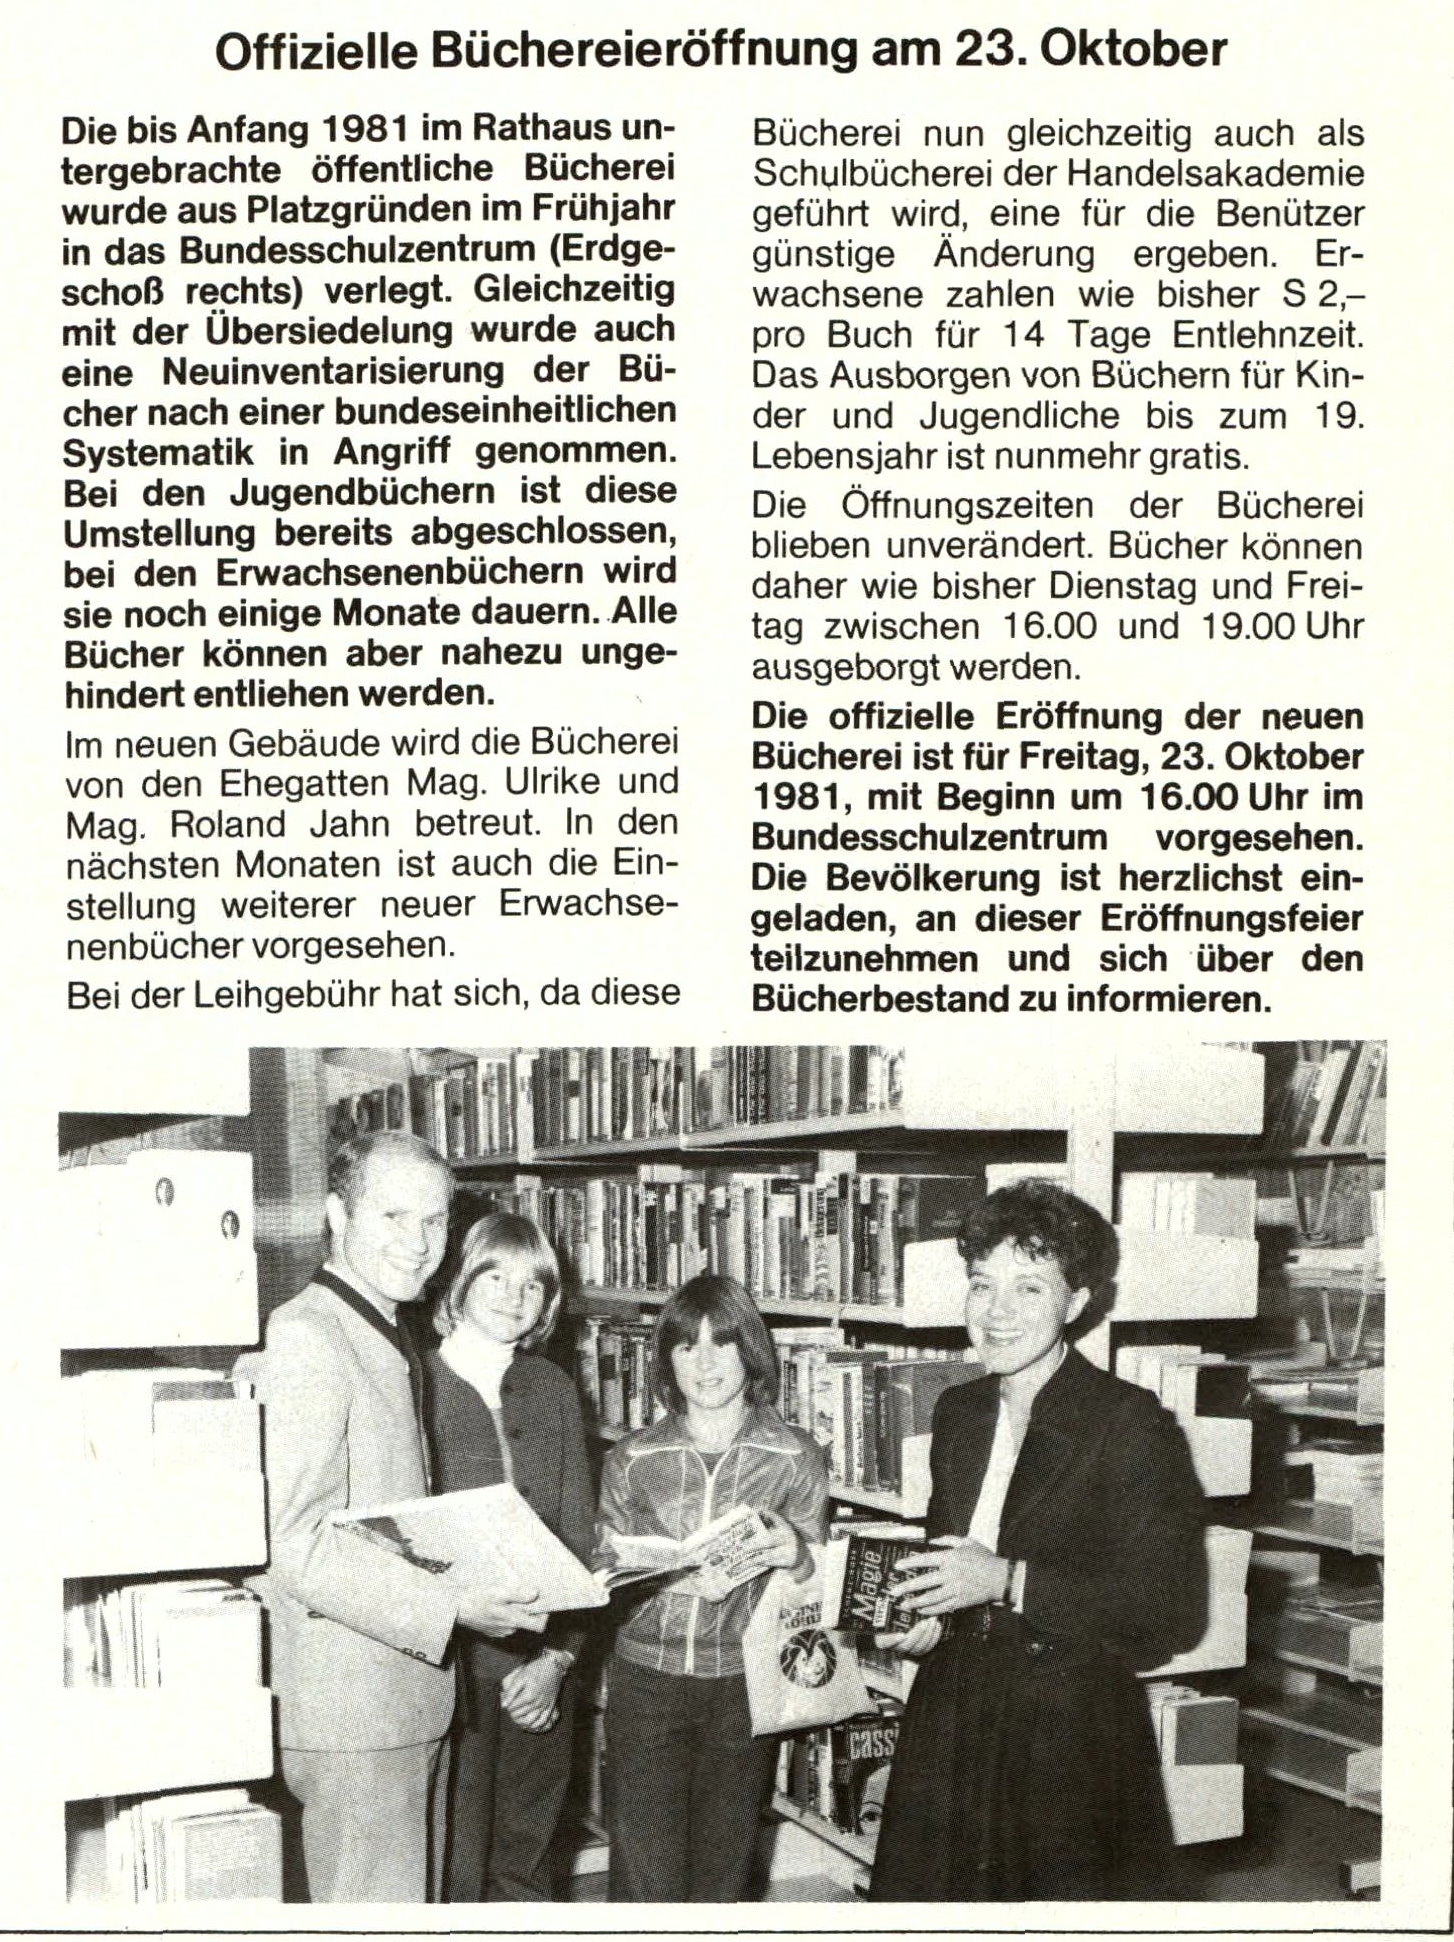 Offizielle Büchereieröffnung am 23. Oktober
Die bis Anfang 1981 im Rathaus un-
tergebrachte öffentliche Bücherei
wurde aus Platzgründen im Frühjahr
in das Bundesschulzentrum (Erdge-
schoß rechts) verlegt. Gleichzeitig
mit der Übersiedelung wurde auch
eine Neuinventarisierung der Bü-
cher nach einer bundeseinheitlichen
Systematik in Angriff genommen.
Bei den Jugendbüchern ist diese
Umstellung bereits abgeschlossen,
bei den Erwachsenenbüchern wird
sie noch einige Monate dauern. Alle
Bücher können aber nahezu unge-
hindert entliehen werden.
Im neuen Gebäude wird die Bücherei
von den Ehegatten Mag. Ulrike und
Mag. Roland Jahn betreut. In den
nächsten Monaten ist auch die Ein-
stellung weiterer neuer Erwachse-
nenbücher vorgesehen.
Bei der Leihgebühr hat sich, da diese
Bücherei nun gleichzeitig auch als
Schulbücherei der Handelsakademie
geführt wird, eine für die Benützer
günstige Änderung ergeben. Er-
wachsene zahlen wie bisher S 2,–
pro Buch für 14 Tage Entlehnzeit.
Das Ausborgen von Büchern für Kin-
der und Jugendliche bis zum 19.
Lebensjahr ist nunmehr gratis.
Die Öffnungszeiten der Bücherei
blieben unverändert. Bücher können
daher wie bisher Dienstag und Frei-
tag zwischen 16.00 und 19.00 Uhr
ausgeborgt werden.
Die offizielle Eröffnung der neuen
Bücherei ist für Freitag, 23. Oktober
1981, mit Beginn um 16.00 Uhr im
Bundesschulzentrum vorgesehen.
Die Bevölkerung ist herzlichst ein-
geladen, an dieser Eröffnungsfeier
teilzunehmen und sich über den
Bücherbestand zu informieren.
Magie
cass